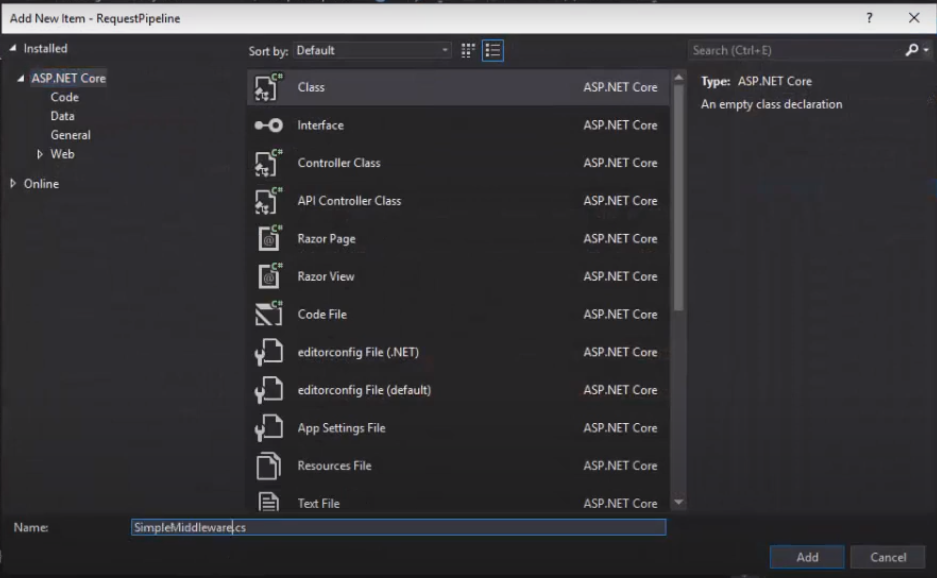 Add New Item - RequestPipeline
? ×
Installed
ASP.NET Core
Code
Data
General
Web
Online
Sort by: Default
Search (Ctrl+E)
C# Class ASP.NET Core
Interface ASP.NET Core
C# Controller Class ASP.NET Core
C# API Controller Class ASP.NET Core
C# @ Razor Page ASP.NET Core
C# @ Razor View ASP.NET Core
C# Code File ASP.NET Core
editorconfig File (.NET) ASP.NET Core
editorconfig File (default) ASP.NET Core
App Settings File ASP.NET Core
Resources File ASP.NET Core
Text File ASP.NET Core
Type: ASP.NET Core
An empty class declaration
Name: SimpleMiddleware.cs
Add Cancel